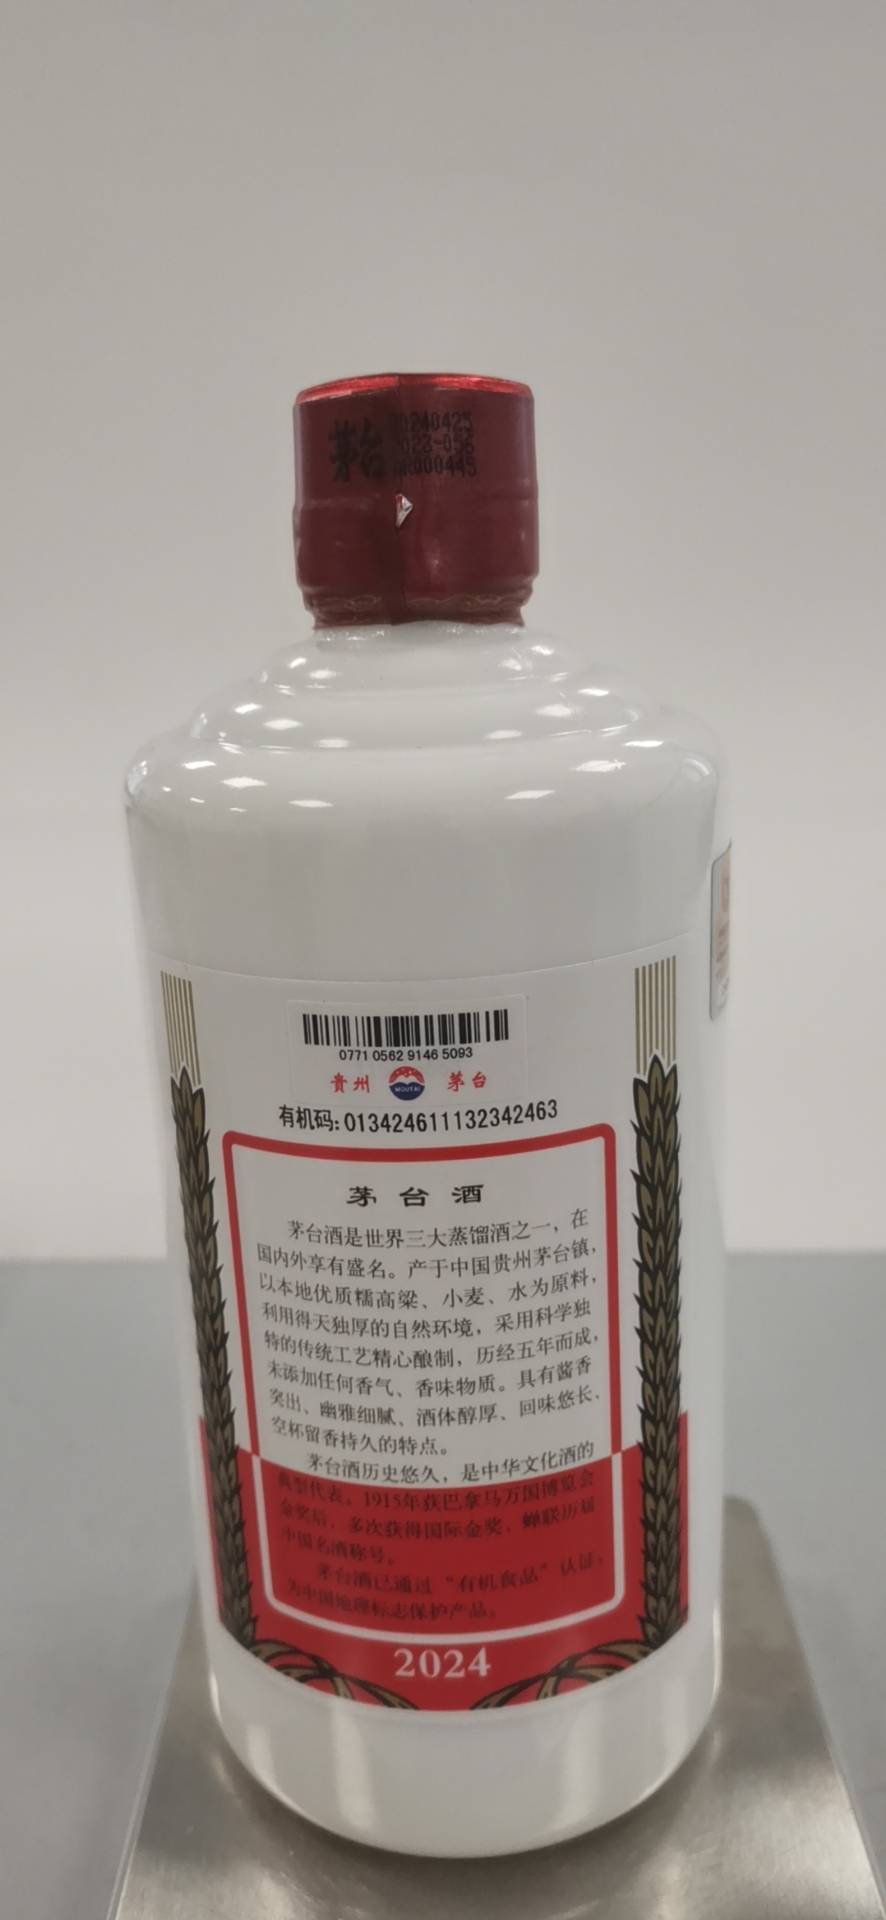 茅台
20240425
2023-056
000445
0771 0562 9146 5093
贵州 MOUTAI 茅台
有机码:013424611132342463
茅台酒
茅台酒是世界三大蒸馏酒之一，在
国内外享有盛名。产于中国贵州茅台镇，
以本地优质糯高粱、小麦、水为原料，
利用得天独厚的自然环境，采用科学独
特的传统工艺精心酿制，历经五年而成，
未添加任何香气、香味物质。具有酱香
突出、幽雅细腻、酒体醇厚、回味悠长、
空杯留香持久的特点。
茅台酒历史悠久，是中华文化酒的
典型代表。1915年获巴拿马万国博览会
金奖后，多次获得国际金奖，蝉联历届
中国名酒称号。
茅台酒已通过“有机食品”认证，
为中国地理标志保护产品。
2024